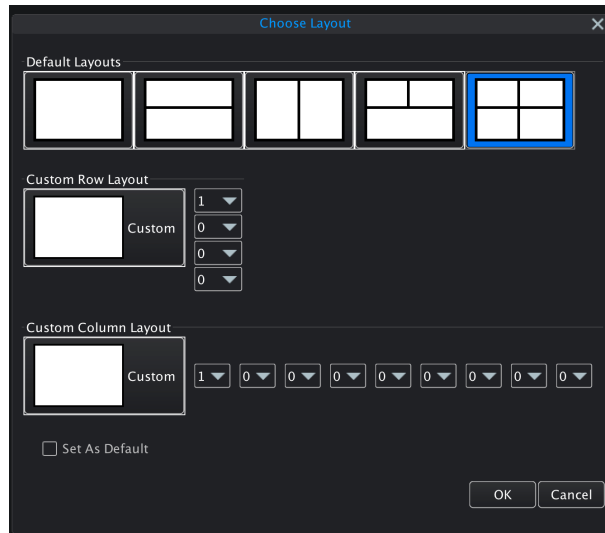 Choose Layout
Default Layouts
Custom Row Layout
Custom
1
0
0
0
Custom Column Layout
Custom
1 0 0 0 0 0 0 0 0
Set As Default
OK Cancel